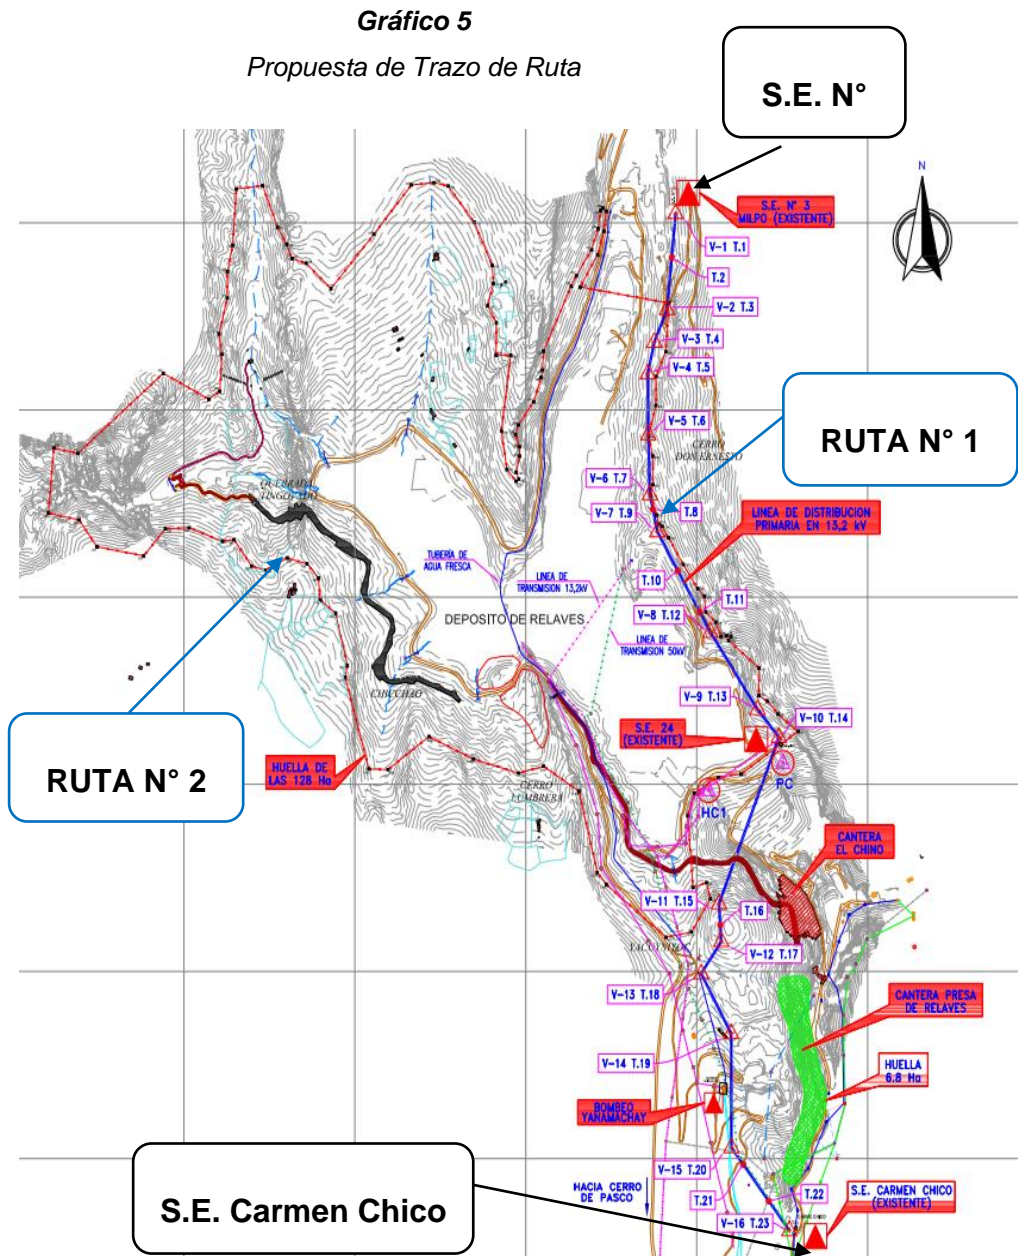 Gráfico 5
Propuesta de Trazo de Ruta
S.E. N°
N
S.E. N° 3
MILPO (EXISTENTE)
V-1 T.1
T.2
V-2 T.3
V-3 T.4
V-4 T.5
V-5 T.6
CERRO
DON ERNESTO
RUTA N° 1
V-6 T.7
V-7 T.9
T.8
LINEA DE DISTRIBUCION
PRIMARIA EN 13,2 kV
QUEBRADA
TINGOVADO
TUBERÍA DE
AGUA FRESCA
LINEA DE
TRANSMISION 13,2kV
T.10
T.11
V-8 T.12
DEPOSITO DE RELAVES
LINEA DE
TRANSMISION 50kV
CHICCHAO
V-9 T.13
V-10 T.14
S.E. 24
(EXISTENTE)
RUTA N° 2
HUELLA DE
LAS 128 Ha
CERRO
LUMBRERA
PC
HC1
CANTERA
EL CHINO
V-11 T.15
T.16
V-12 T.17
V-13 T.18
CANTERA PRESA
DE RELAVES
V-14 T.19
HUELLA
6.8 Ha
BOMBEO
YANAMACHAY
V-15 T.20
HACIA CERRO
DE PASCO
T.21
T.22
V-16 T.23
S.E. CARMEN CHICO
(EXISTENTE)
S.E. Carmen Chico